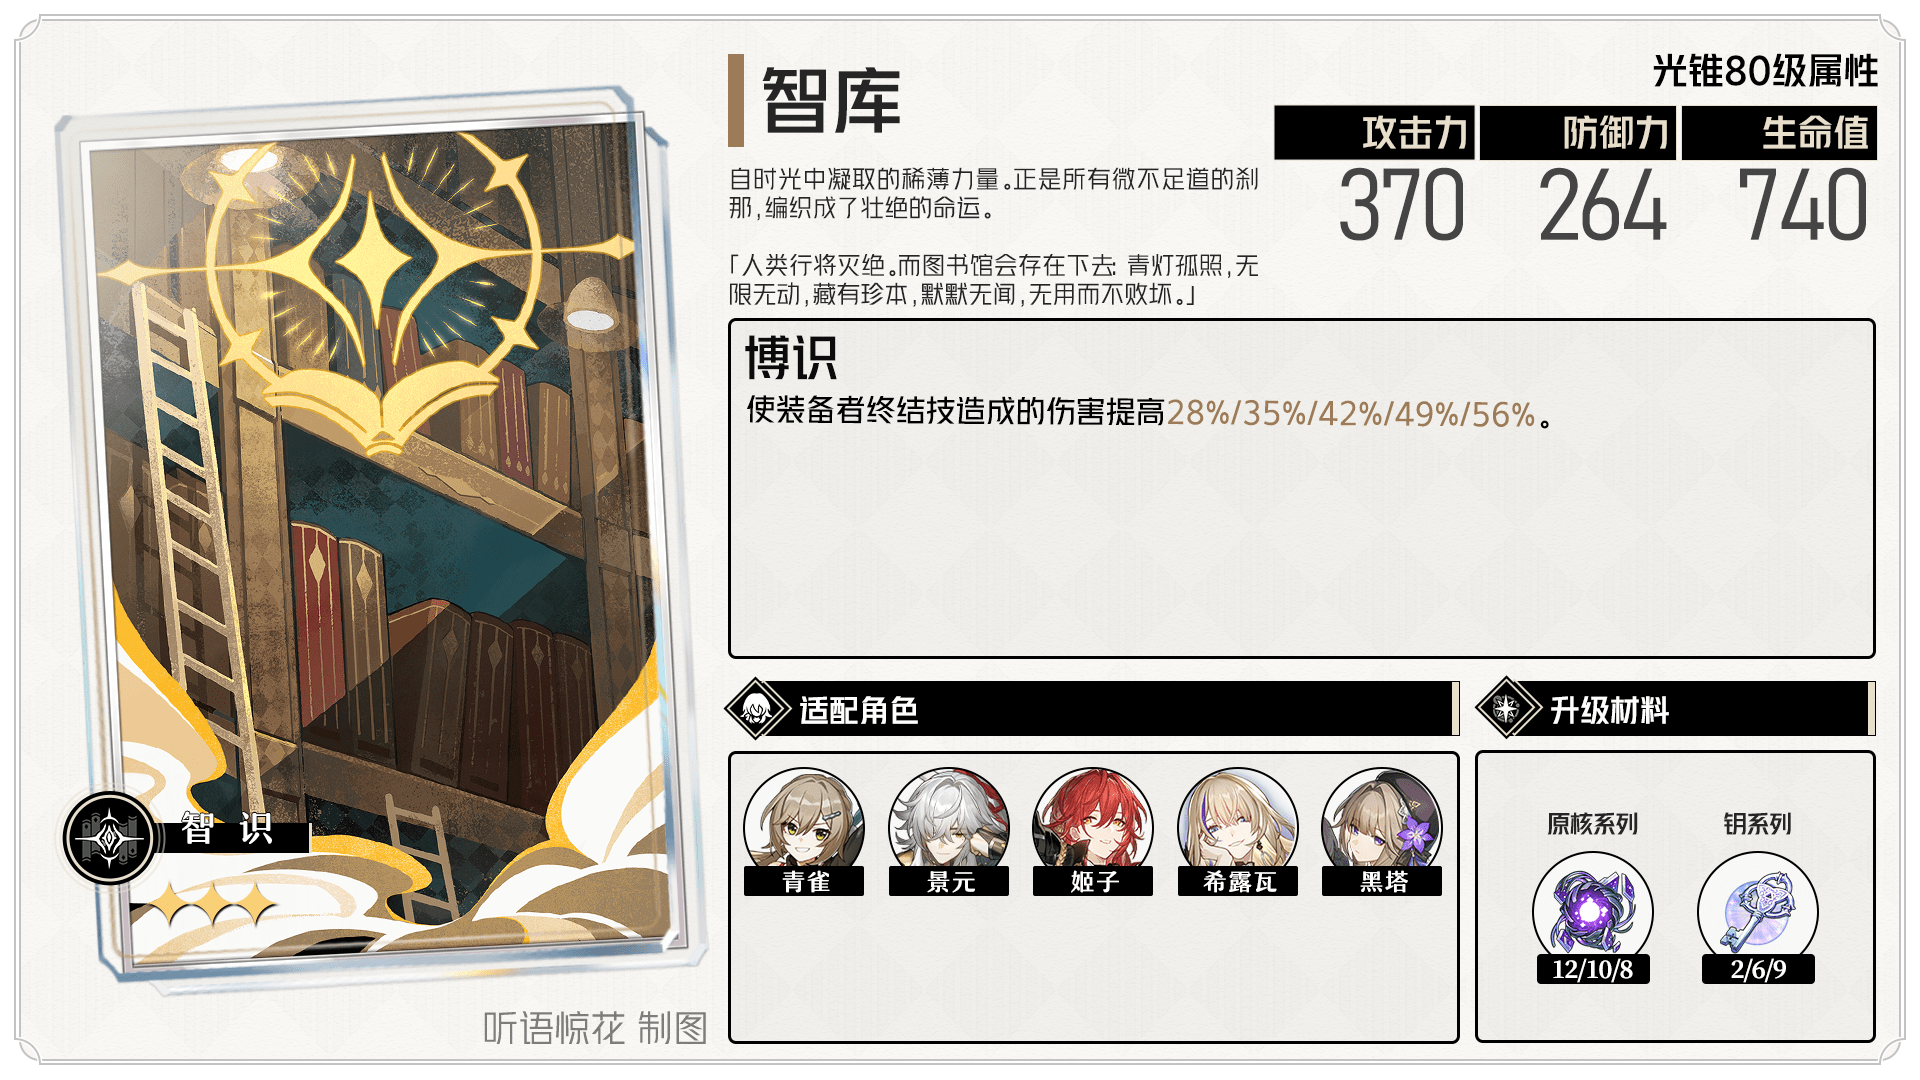 智库
自时光中凝取的稀薄力量。正是所有微不足道的刹
那,编织成了壮绝的命运。
「人类行将灭绝。而图书馆会存在下去: 青灯孤照,无
限无动,藏有珍本,默默无闻,无用而不败坏。」
光锥80级属性
攻击力 防御力 生命值
370 264 740
博识
使装备者终结技造成的伤害提高28%/35%/42%/49%/56%。
适配角色
青雀 景元 姬子 希露瓦 黑塔
升级材料
原核系列 钥系列
12/10/8 2/6/9
智 识
听语惊花 制图